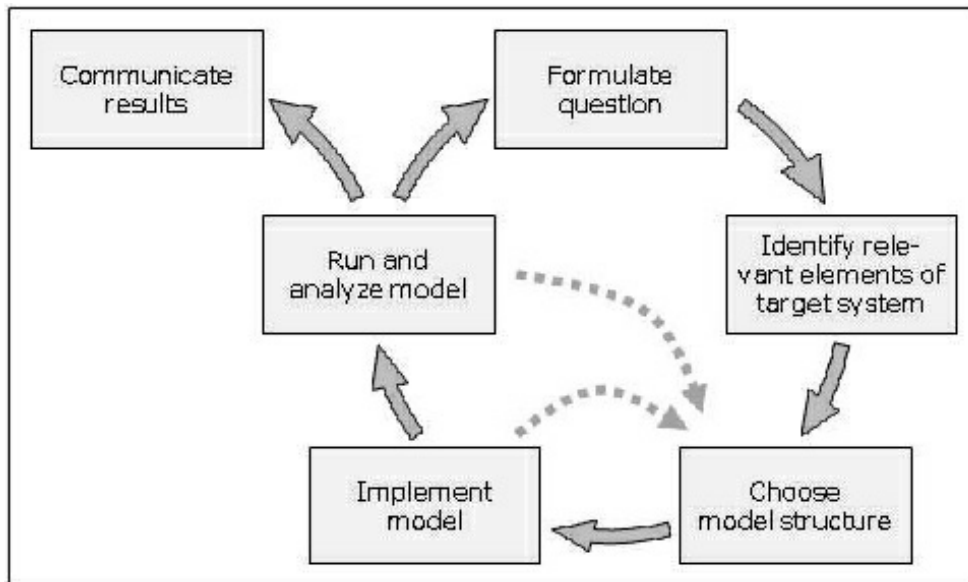 Communicate
results
Formulate
question
Run and
analyze model
Identify rele-
vant elements of
target system
Implement
model
Choose
model structure